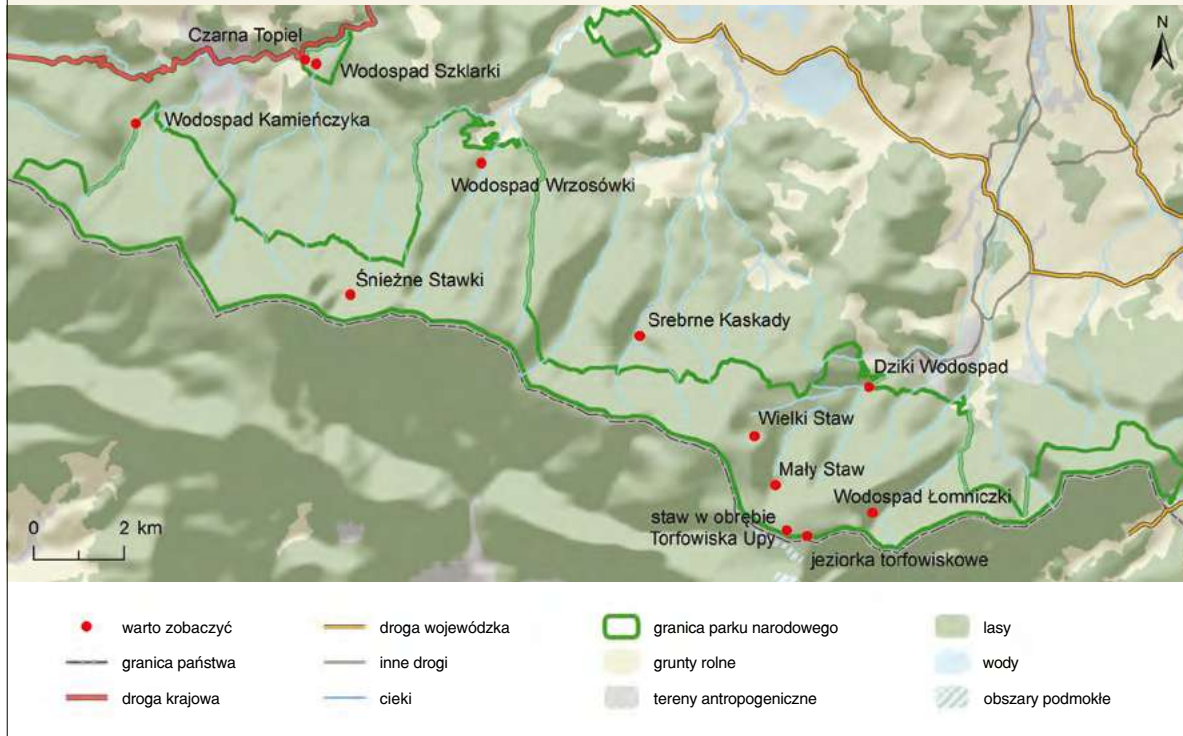 N
Czarna Topiel
Wodospad Szklarki
Wodospad Kamieńczyka
Wodospad Wrzosówki
Śnieżne Stawki
Srebrne Kaskady
Dziki Wodospad
Wielki Staw
Mały Staw
Wodospad Łomniczki
staw w obrębie
Torfowiska Upy
jeziorka torfowiskowe
0 2 km
warto zobaczyć
droga wojewódzka
granica parku narodowego
lasy
granica państwa
inne drogi
grunty rolne
wody
droga krajowa
cieki
tereny antropogeniczne
obszary podmokłe